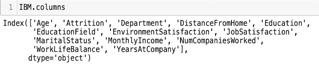 1 IBM.columns
Index(['Age', 'Attrition', 'Department', 'DistanceFromHome', 'Education',
'EducationField', 'EnvironmentSatisfaction', 'JobSatisfaction',
'MaritalStatus', 'MonthlyIncome', 'NumCompaniesWorked',
'WorkLifeBalance', 'YearsAtCompany'],
dtype='object')